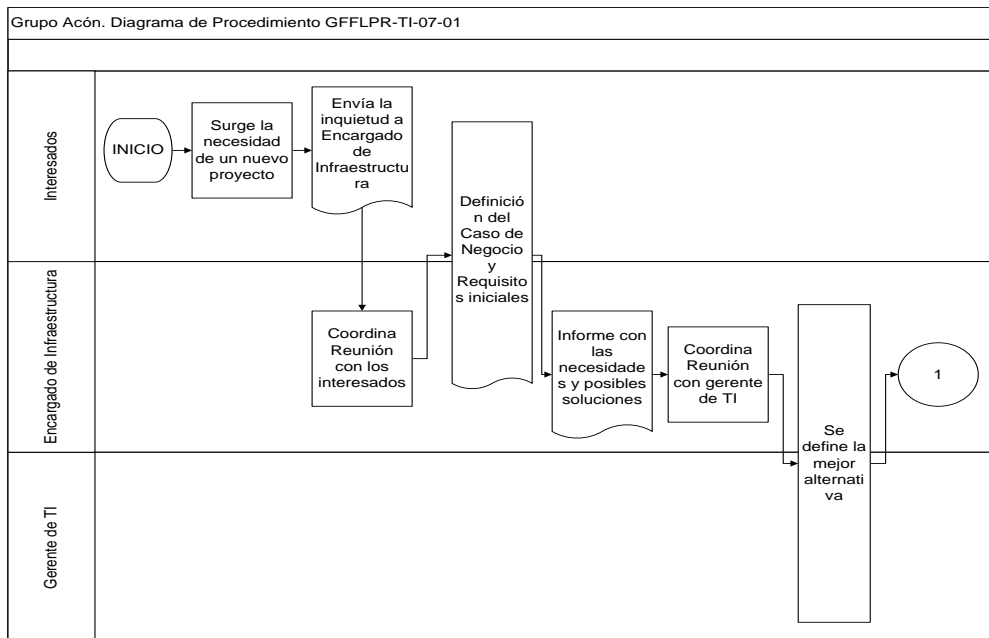 Grupo Acón. Diagrama de Procedimiento GFFLPR-TI-07-01
Interesados
INICIO
Surge la
necesidad
de un nuevo
proyecto
Envía la
inquietud a
Encargado
de
Infraestructu
ra
Definició
n del
Caso de
Negocio
y
Requisito
s iniciales
Encargado de Infraestructura
Coordina
Reunión
con los
interesados
Informe con
las
necesidade
s y posibles
soluciones
Coordina
Reunión
con gerente
de TI
Se
define la
mejor
alternati
va
1
Gerente de TI